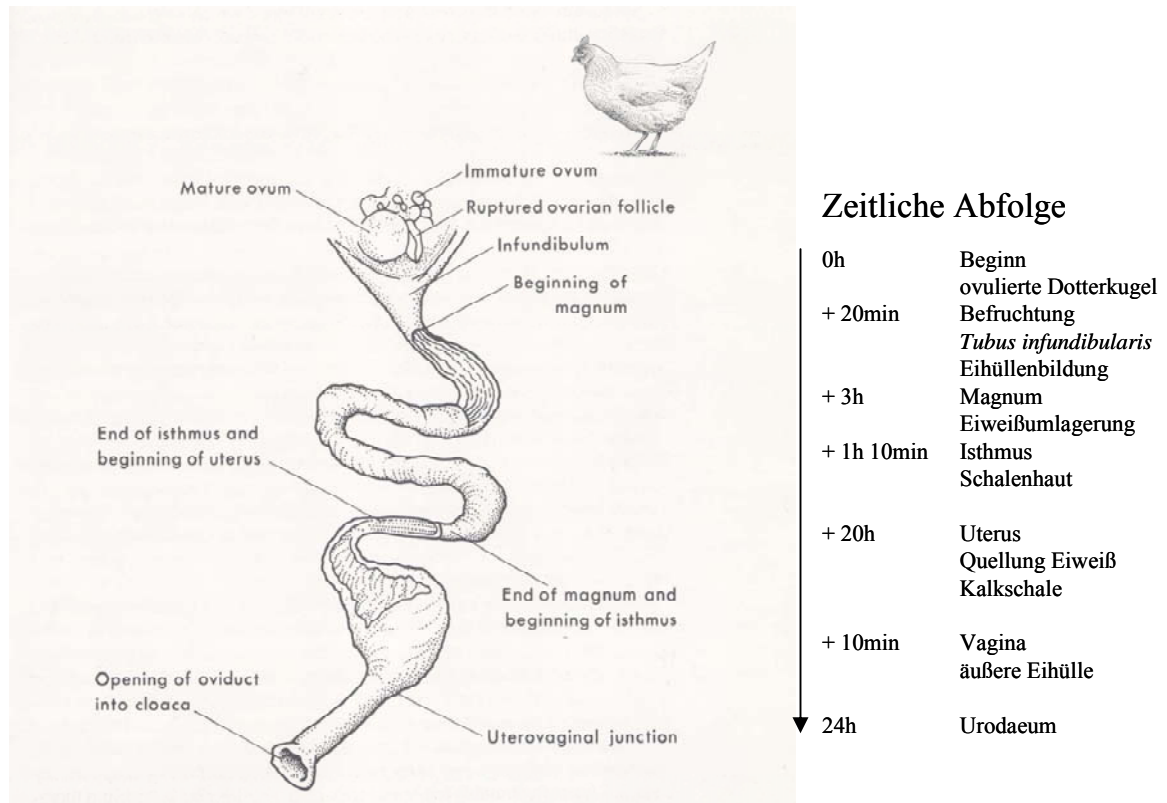 Immature ovum
Mature ovum
Ruptured ovarian follicle
Infundibulum
Beginning of
magnum
End of isthmus and
beginning of uterus
End of magnum and
beginning of isthmus
Opening of oviduct
into cloaca
Uterovaginal junction
Zeitliche Abfolge
0h Beginn
ovulierte Dotterkugel
+ 20min Befruchtung
Tubus infundibularis
Eihüllenbildung
+ 3h Magnum
Eiweißumlagerung
+ 1h 10min Isthmus
Schalenhaut
+ 20h Uterus
Quellung Eiweiß
Kalkschale
+ 10min Vagina
äußere Eihülle
24h Urodaeum